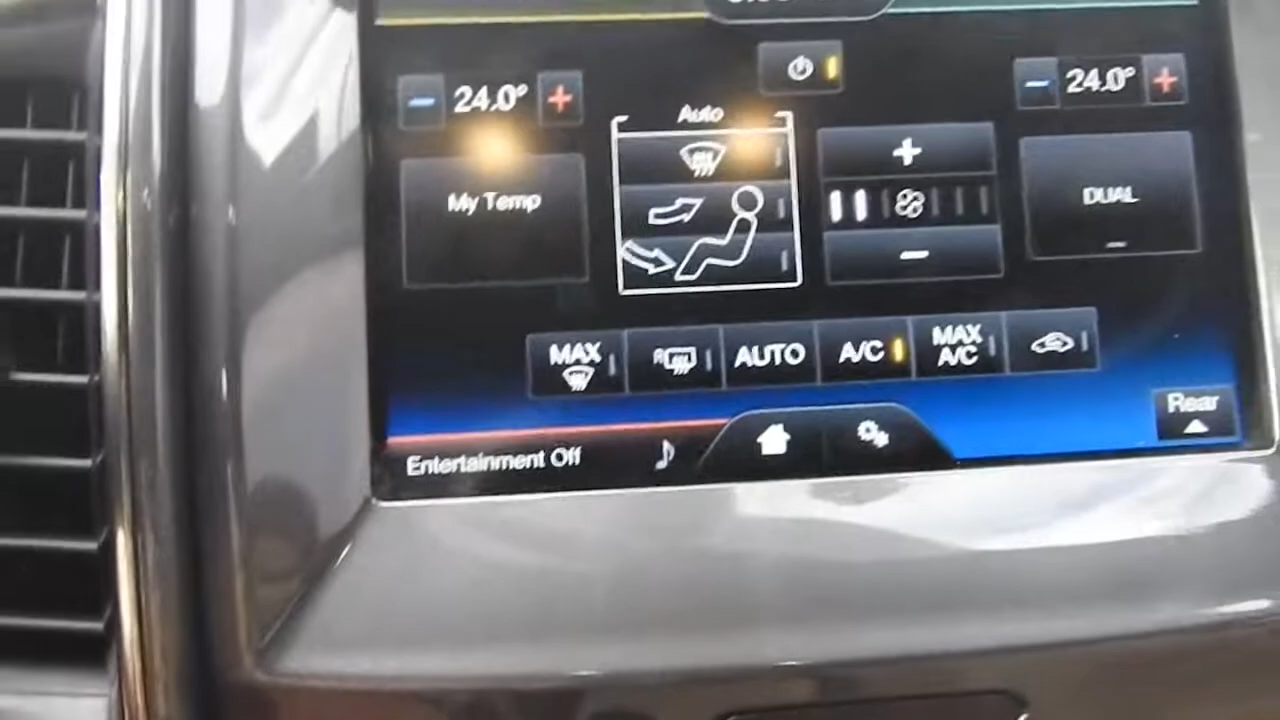 24.0°
24.0°
Auto
My Temp
DUAL
MAX
AUTO
A/C
MAX
A/C
Rear
Entertainment Off